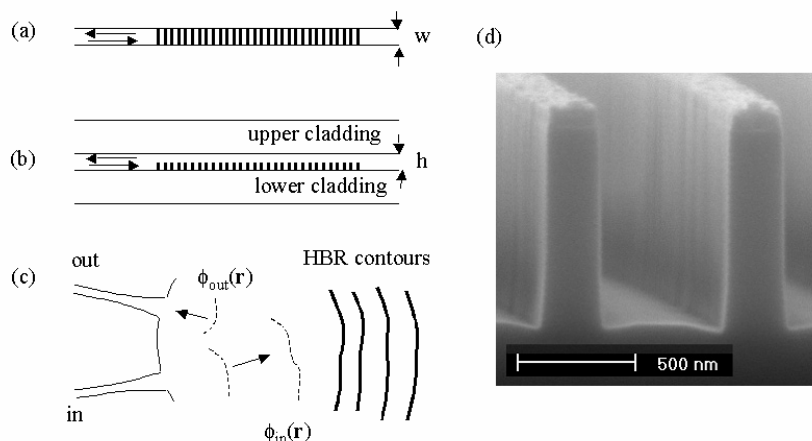 (a)
w
(b)
upper cladding
h
lower cladding
(c)
out
ϕout(r)
HBR contours
in
ϕin(r)
(d)
500 nm